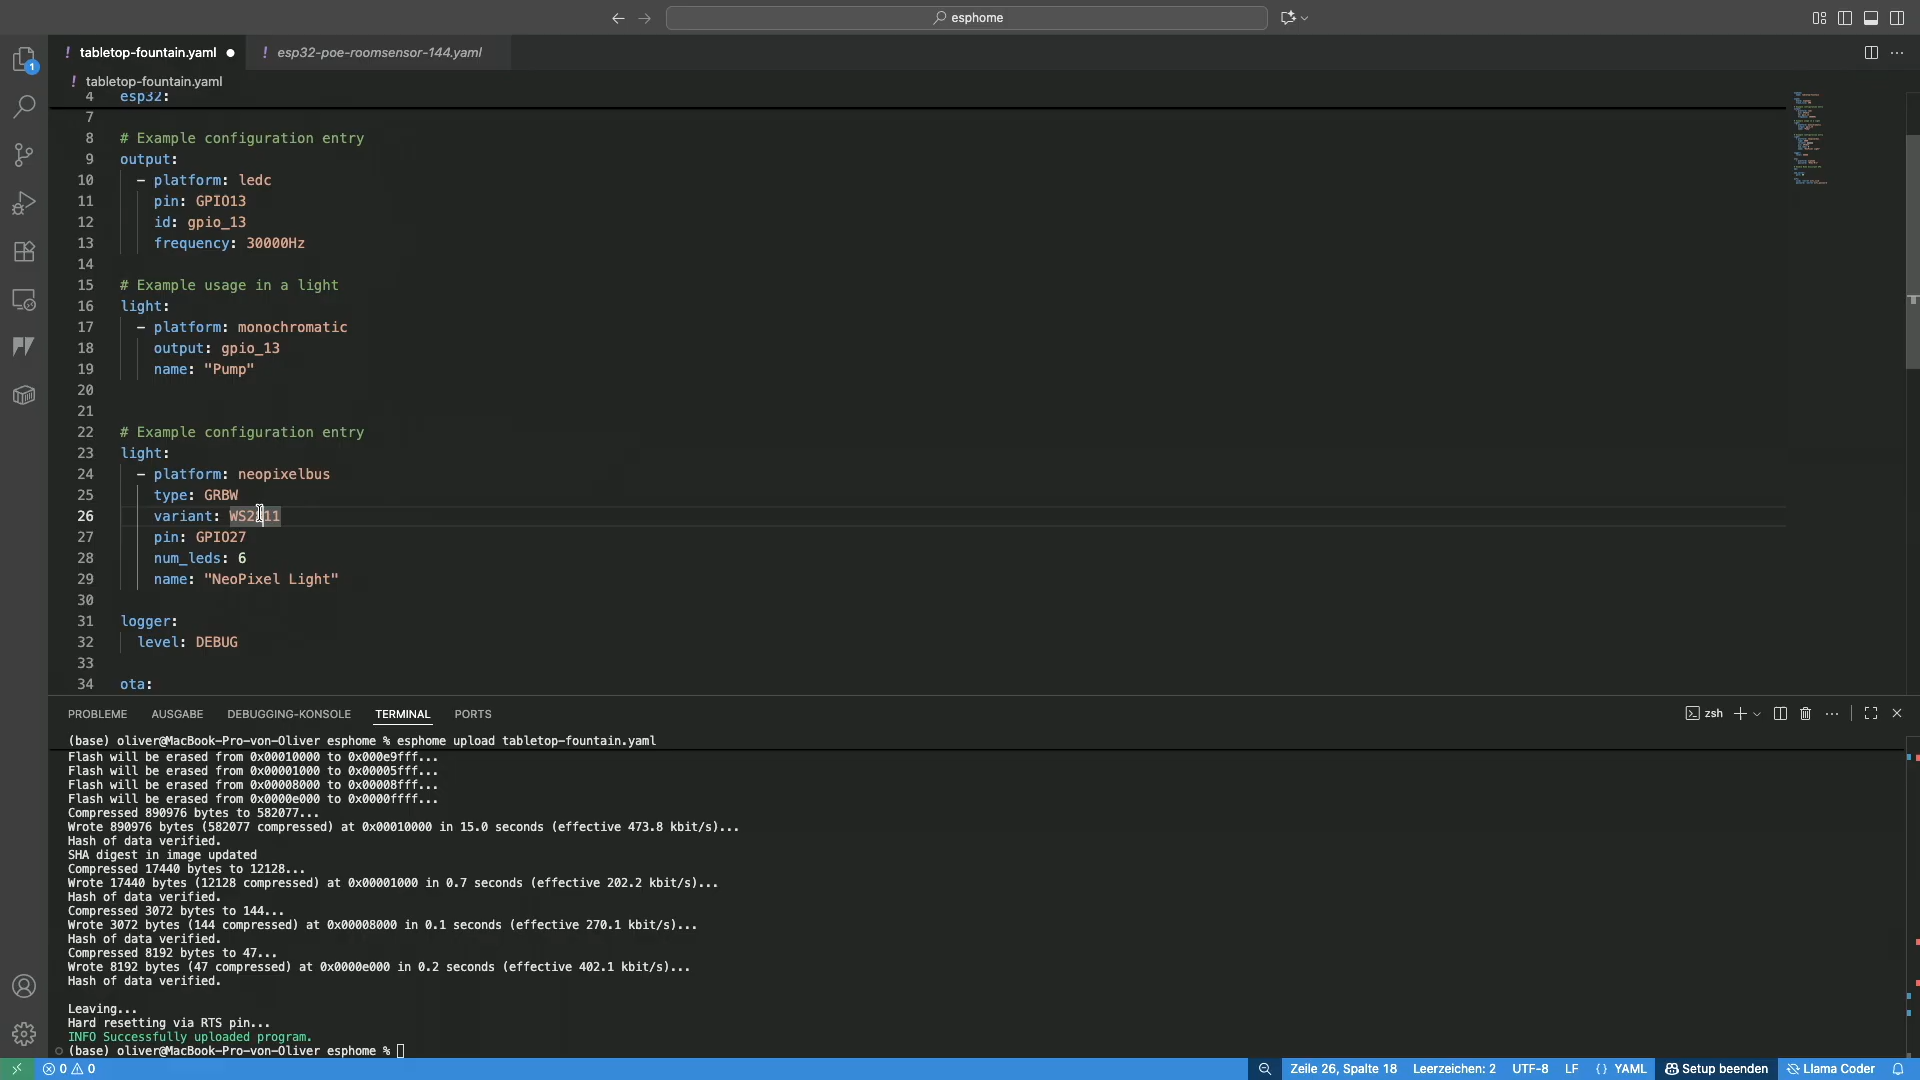 esphome
! tabletop-fountain.yaml
! esp32-poe-roomsensor-144.yaml
1
! tabletop-fountain.yaml
4 esp32:
7
8 # Example configuration entry
9 output:
10 - platform: ledc
11 pin: GPIO13
12 id: gpio_13
13 frequency: 30000Hz
14
15 # Example usage in a light
16 light:
17 - platform: monochromatic
18 output: gpio_13
19 name: "Pump"
20
21
22 # Example configuration entry
23 light:
24 - platform: neopixelbus
25 type: GRBW
26 variant: WS2811
27 pin: GPIO27
28 num_leds: 6
29 name: "NeoPixel Light"
30
31 logger:
32 level: DEBUG
33
34 ota:
PROBLEME AUSGABE DEBUGGING-KONSOLE TERMINAL PORTS
zsh
(base) oliver@MacBook-Pro-von-Oliver esphome % esphome upload tabletop-fountain.yaml
Flash will be erased from 0x00010000 to 0x000e9fff...
Flash will be erased from 0x00001000 to 0x00005fff...
Flash will be erased from 0x00008000 to 0x00008fff...
Flash will be erased from 0x0000e000 to 0x0000ffff...
Compressed 890976 bytes to 582077...
Wrote 890976 bytes (582077 compressed) at 0x00010000 in 15.0 seconds (effective 473.8 kbit/s)...
Hash of data verified.
SHA digest in image updated
Compressed 17440 bytes to 12128...
Wrote 17440 bytes (12128 compressed) at 0x00001000 in 0.7 seconds (effective 202.2 kbit/s)...
Hash of data verified.
Compressed 3072 bytes to 144...
Wrote 3072 bytes (144 compressed) at 0x00008000 in 0.1 seconds (effective 270.1 kbit/s)...
Hash of data verified.
Compressed 8192 bytes to 47...
Wrote 8192 bytes (47 compressed) at 0x0000e000 in 0.2 seconds (effective 402.1 kbit/s)...
Hash of data verified.
Leaving...
Hard resetting via RTS pin...
INFO Successfully uploaded program.
(base) oliver@MacBook-Pro-von-Oliver esphome %
0 0 Zeile 26, Spalte 18 Leerzeichen: 2 UTF-8 LF {} YAML Setup beenden Llama Coder